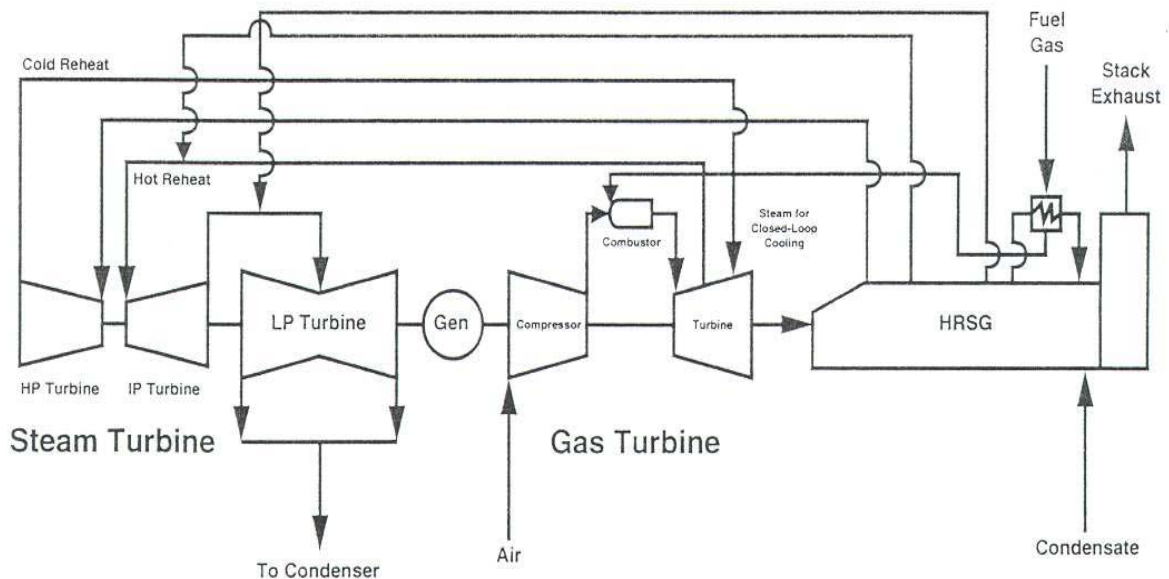 Fuel
Gas
Stack
Exhaust
Cold Reheat
Hot Reheat
Combustor
Steam for
Closed-Loop
Cooling
LP Turbine
Gen
Compressor
Turbine
HRSG
HP Turbine
IP Turbine
Steam Turbine
Gas Turbine
To Condenser
Air
Condensate